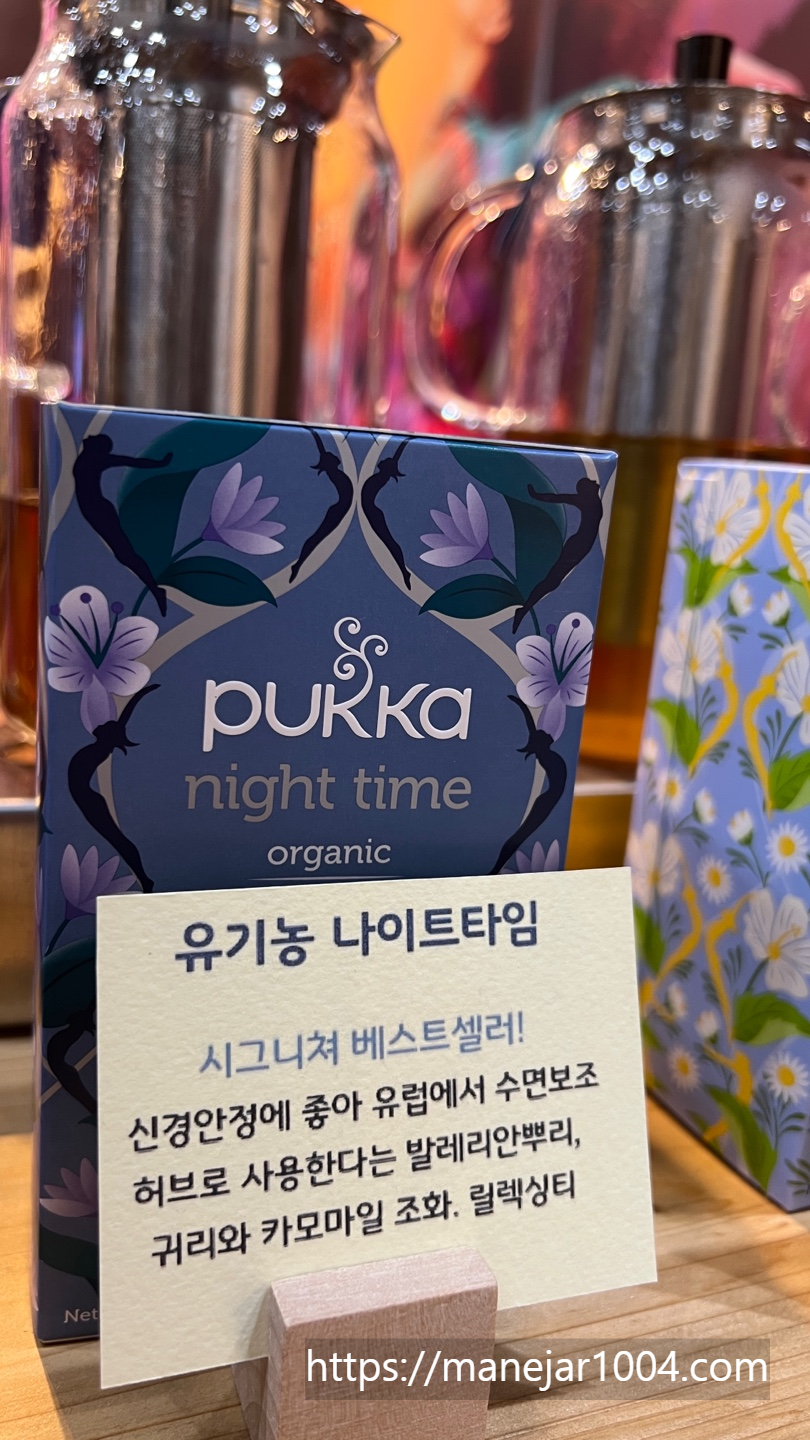 pukka
night time
organic
유기농 나이트타임
시그니쳐 베스트셀러!
신경안정에 좋아 유럽에서 수면보조
허브로 사용한다는 발레리안뿌리,
귀리와 카모마일 조화. 릴렉싱티
Net
https://manejar1004.com